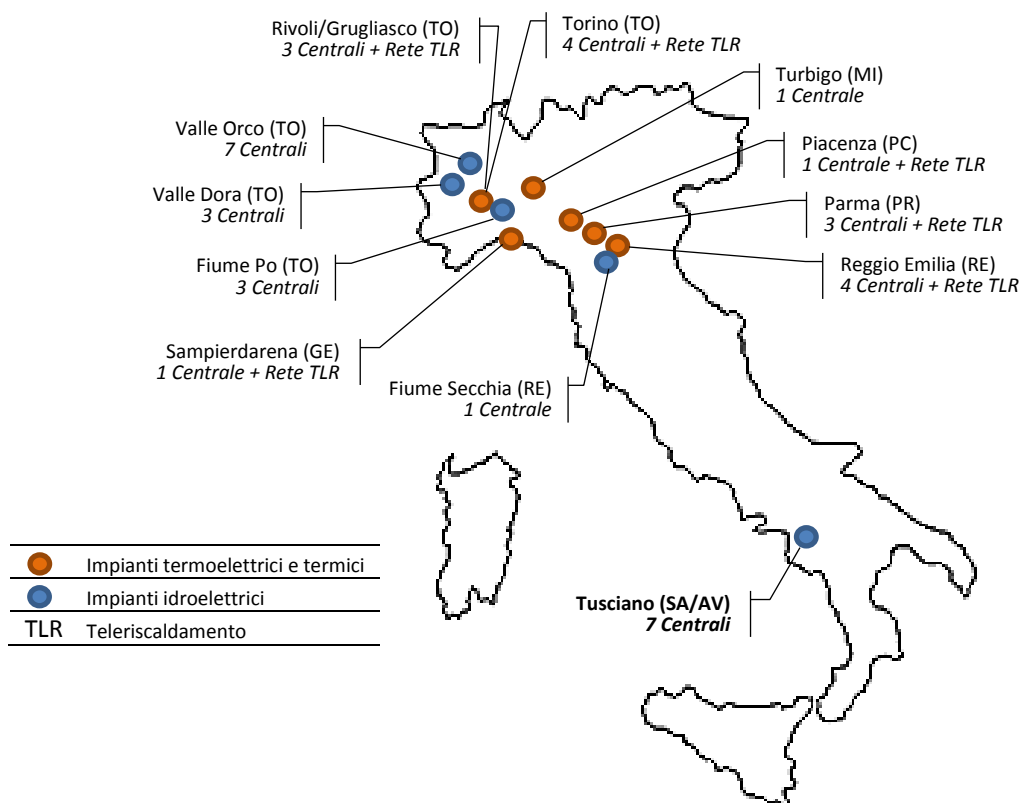 Rivoli/Grugliasco (TO)
3 Centrali + Rete TLR
Torino (TO)
4 Centrali + Rete TLR
Turbigo (MI)
1 Centrale
Valle Orco (TO)
7 Centrali
Piacenza (PC)
1 Centrale + Rete TLR
Valle Dora (TO)
3 Centrali
Parma (PR)
3 Centrali + Rete TLR
Fiume Po (TO)
3 Centrali
Reggio Emilia (RE)
4 Centrali + Rete TLR
Sampierdarena (GE)
1 Centrale + Rete TLR
Fiume Secchia (RE)
1 Centrale
Tusciano (SA/AV)
7 Centrali
Impianti termoelettrici e termici
Impianti idroelettrici
TLR Teleriscaldamento